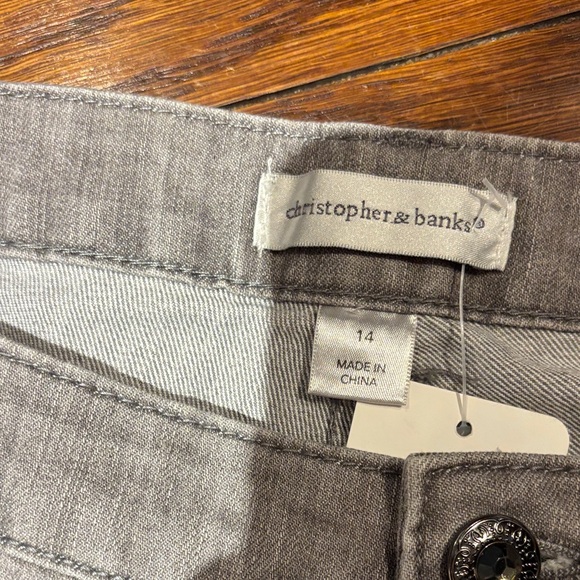 christopher & banks®
14
MADE IN
CHINA